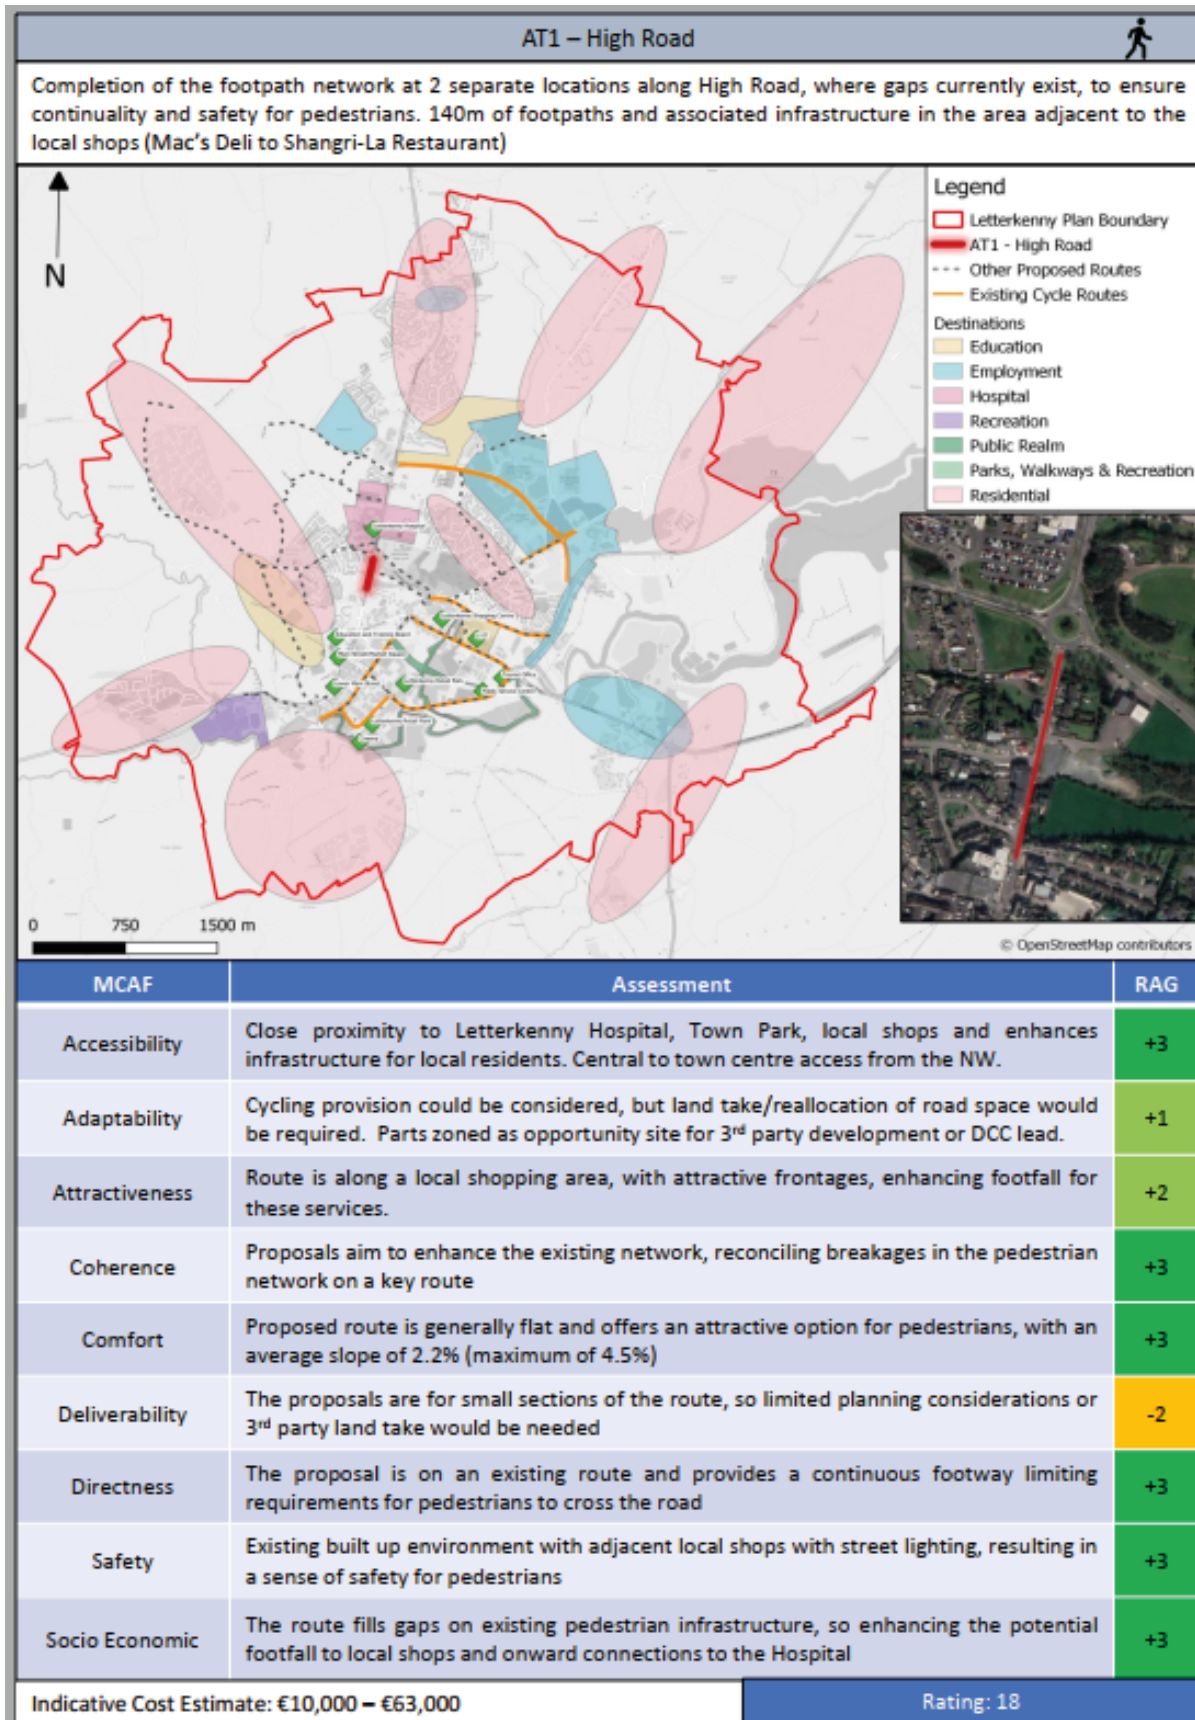 AT1 – High Road
Completion of the footpath network at 2 separate locations along High Road, where gaps currently exist, to ensure
continuality and safety for pedestrians. 140m of footpaths and associated infrastructure in the area adjacent to the
local shops (Mac's Deli to Shangri-La Restaurant)
N
Legend
Letterkenny Plan Boundary
AT1 - High Road
Other Proposed Routes
Existing Cycle Routes
Destinations
Education
Employment
Hospital
Recreation
Public Realm
Parks, Walkways & Recreation
Residential
0 750 1500 m
© OpenStreetMap contributors
MCAF Assessment RAG
Accessibility
Close proximity to Letterkenny Hospital, Town Park, local shops and enhances
infrastructure for local residents. Central to town centre access from the NW.
+3
Adaptability
Cycling provision could be considered, but land take/reallocation of road space would
be required. Parts zoned as opportunity site for 3rd party development or DCC lead.
+1
Attractiveness
Route is along a local shopping area, with attractive frontages, enhancing footfall for
these services.
+2
Coherence
Proposals aim to enhance the existing network, reconciling breakages in the pedestrian
network on a key route
+3
Comfort
Proposed route is generally flat and offers an attractive option for pedestrians, with an
average slope of 2.2% (maximum of 4.5%)
+3
Deliverability
The proposals are for small sections of the route, so limited planning considerations or
3rd party land take would be needed
-2
Directness
The proposal is on an existing route and provides a continuous footway limiting
requirements for pedestrians to cross the road
+3
Safety
Existing built up environment with adjacent local shops with street lighting, resulting in
a sense of safety for pedestrians
+3
Socio Economic
The route fills gaps on existing pedestrian infrastructure, so enhancing the potential
footfall to local shops and onward connections to the Hospital
+3
Indicative Cost Estimate: €10,000 – €63,000
Rating: 18